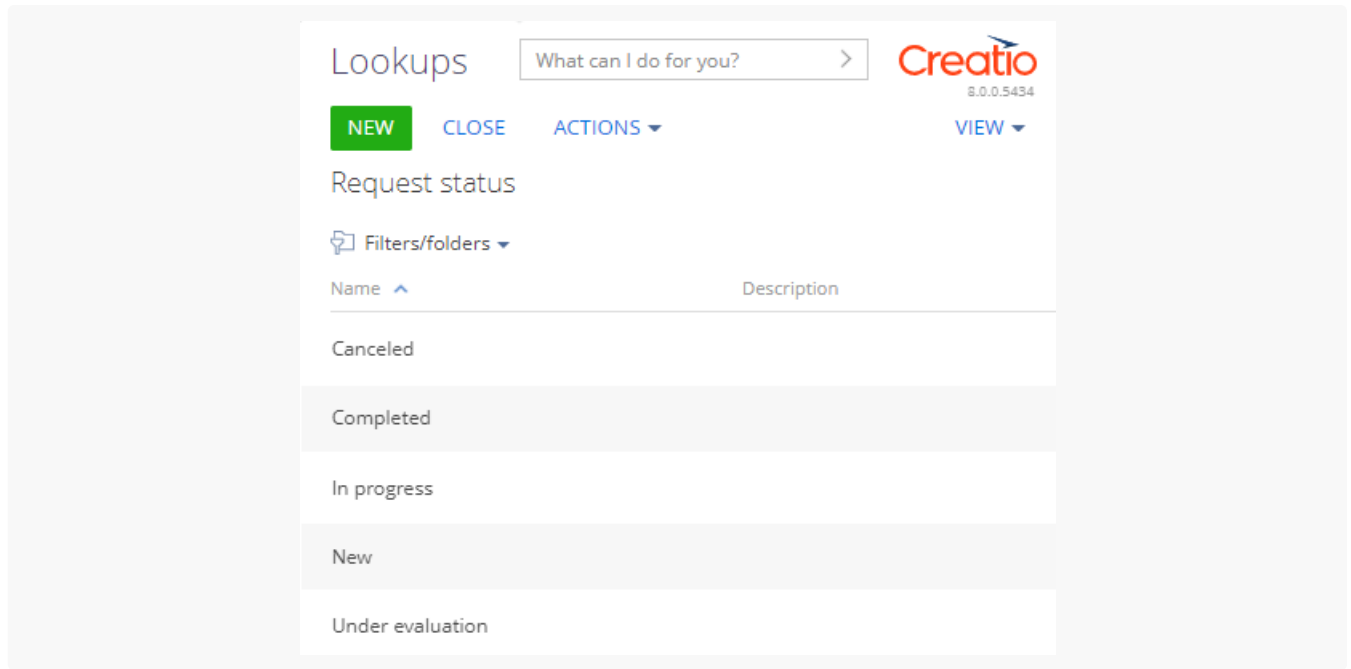 Lookups What can I do for you? Creatio
8.0.0.5434
NEW CLOSE ACTIONS VIEW
Request status
Filters/folders
Name Description
Canceled
Completed
In progress
New
Under evaluation